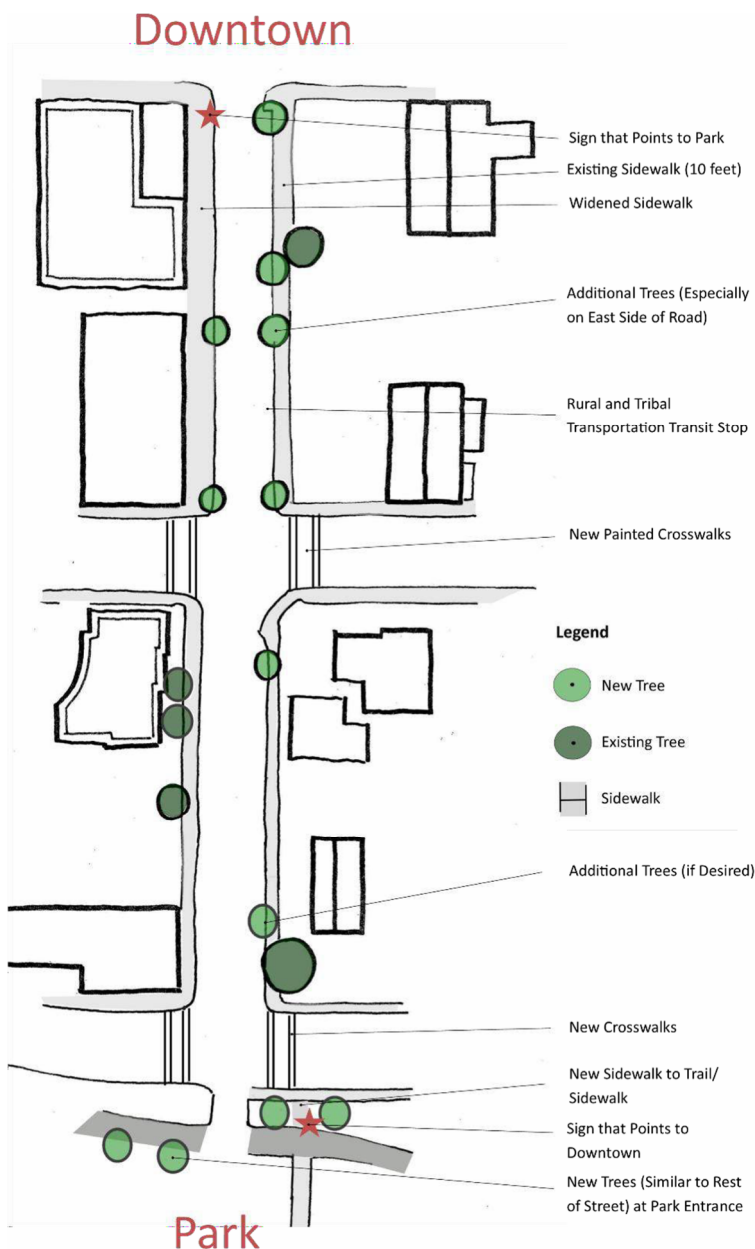 Downtown
Sign that Points to Park
Existing Sidewalk (10 feet)
Widened Sidewalk
Additional Trees (Especially
on East Side of Road)
Rural and Tribal
Transportation Transit Stop
New Painted Crosswalks
Legend
New Tree
Existing Tree
Sidewalk
Additional Trees (if Desired)
New Crosswalks
New Sidewalk to Trail/
Sidewalk
Sign that Points to
Downtown
New Trees (Similar to Rest
of Street) at Park Entrance
Park